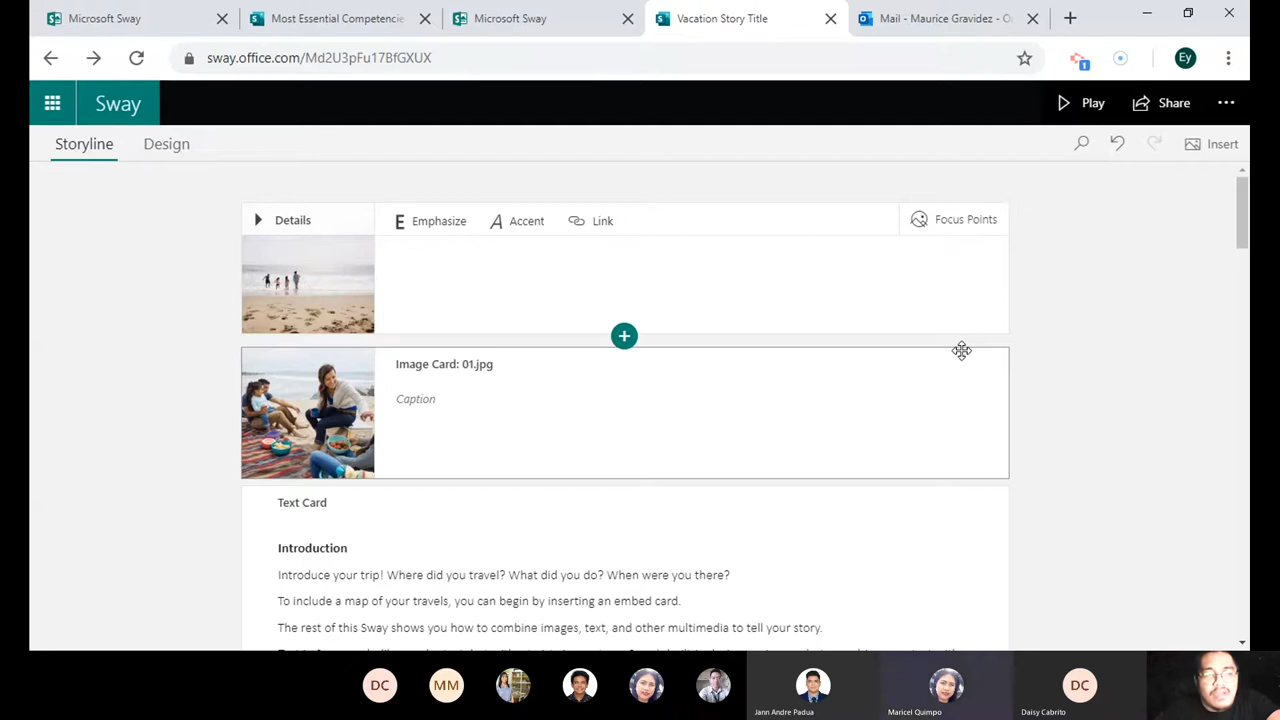 Microsoft Sway
Most Essential Competencie
Microsoft Sway
Vacation Story Title
Mail - Maurice Gravidez - O
sway.office.com/Md2U3pFu17BfGXUX
1
Ey
Sway
Play
Share
Storyline
Design
Insert
Details
E Emphasize
A Accent
Link
Focus Points
Image Card: 01.jpg
Caption
Text Card
Introduction
Introduce your trip! Where did you travel? What did you do? When were you there?
To include a map of your travels, you can begin by inserting an embed card.
The rest of this Sway shows you how to combine images, text, and other multimedia to tell your story.
DC
MM
DC
Jann Andre Padua
Maricel Quimpo
Daisy Cabrito